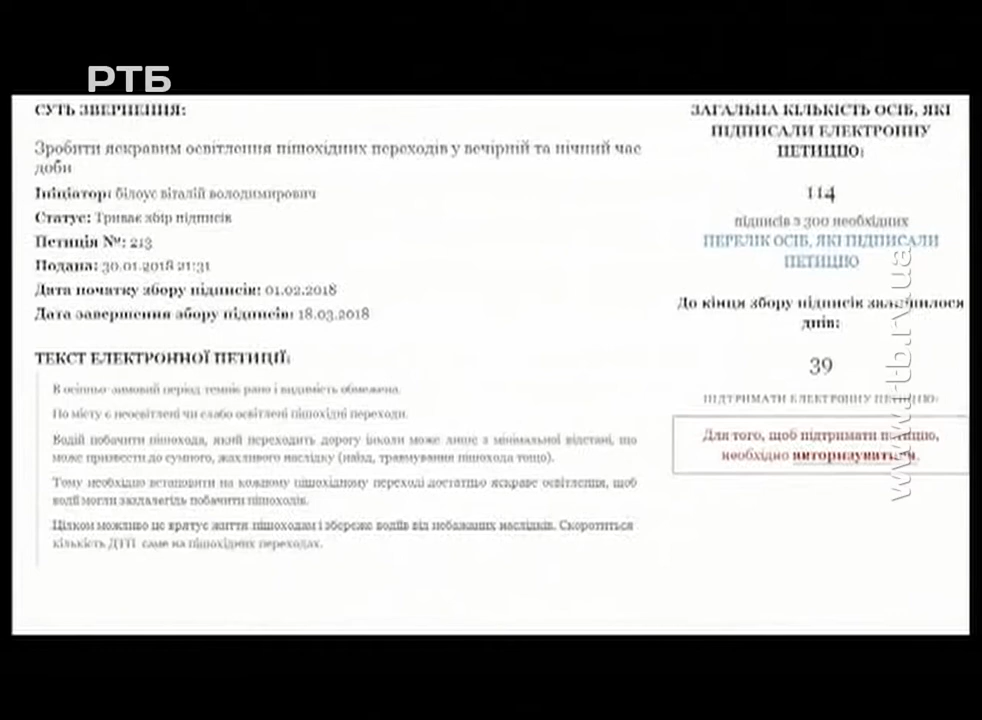 РТБ
СУТЬ ЗВЕРНЕННЯ:
Зробити яскравим освітлення пішохідних переходів у вечірній та нічний час
доби
Ініціатор: білоус віталій володимирович
Статус: Триває збір підписів
Петиція №: 213
Подана: 30.01.2018 21:31
Дата початку збору підписів: 01.02.2018
Дата завершення збору підписів: 18.03.2018
ТЕКСТ ЕЛЕКТРОННОЇ ПЕТИЦІЇ:
В осінньо-зимовий період темніє рано і видимість обмежена.
По місту є неосвітлені чи слабо освітлені пішохідні переходи.
Водій побачити пішохода, який переходить дорогу інколи може лише з мінімальної відстані, що
може призвести до сумного, жахливого наслідку (наїзд, травмування пішохода тощо).
Тому необхідно встановити на кожному пішохідному переході достатньо яскраве освітлення, щоб
водії могли заздалегідь побачити пішоходів.
Цілком можливо це врятує життя пішоходам і збереже водіїв від небажаних наслідків. Скоротиться
кількість ДТП саме на пішохідних переходах.
ЗАГАЛЬНА КІЛЬКІСТЬ ОСІБ, ЯКІ
ПІДПИСАЛИ ЕЛЕКТРОННУ
ПЕТИЦІЮ:
114
підписів з 300 необхідних
ПЕРЕЛІК ОСІБ, ЯКІ ПІДПИСАЛИ
ПЕТИЦІЮ
До кінця збору підписів залишилося
днів:
39
ПІДТРИМАТИ ЕЛЕКТРОННУ ПЕТИЦІЮ:
Для того, щоб підтримати петицію,
необхідно авторизуватися.
www.rtb.rv.ua